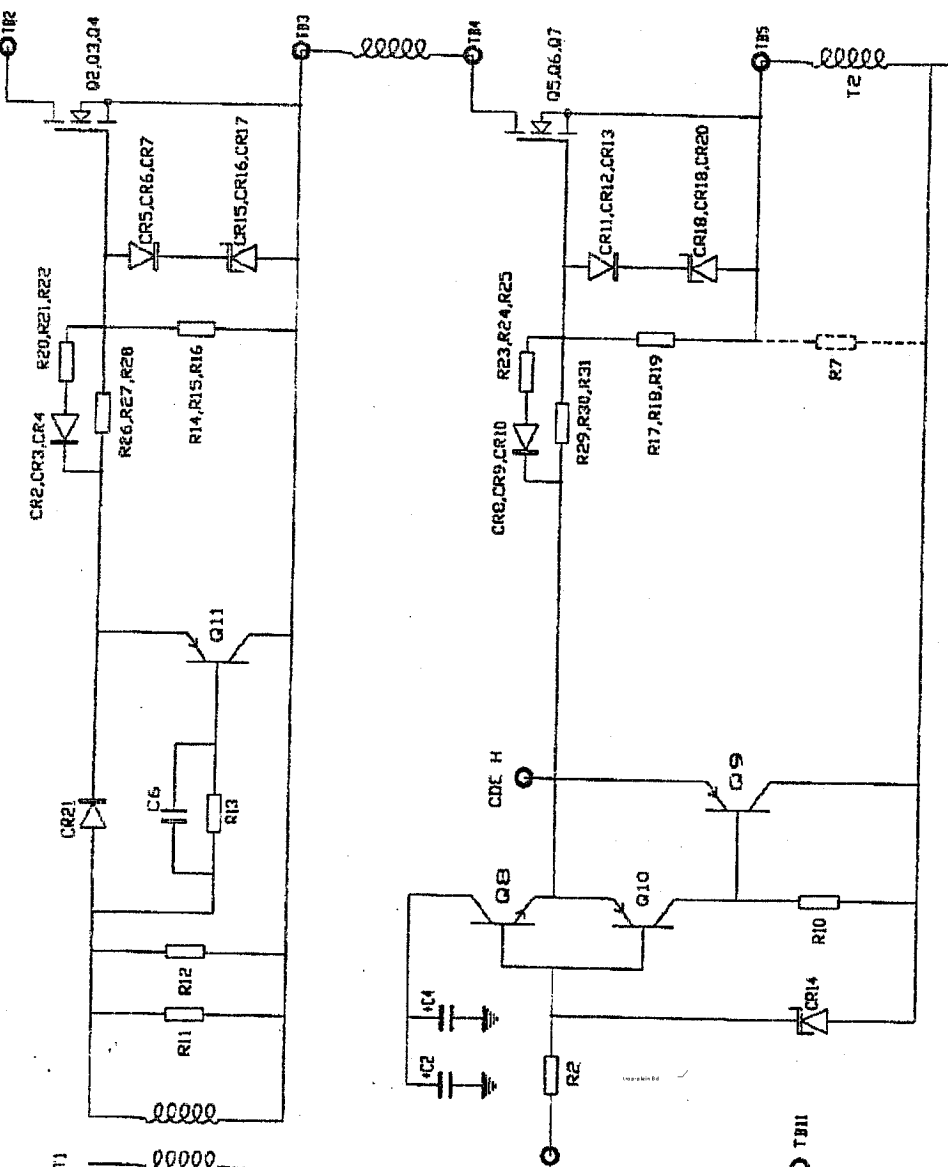 TB2
Q2,Q3,Q4
TB3
TB4
Q5,Q6,Q7
TB5
T2
CR5,CR6,CR7
CR15,CR16,CR17
CR11,CR12,CR13
CR18,CR18,CR20
R20,R21,R22
CR2,CR3,CR4
R26,R27,R28
R14,R15,R16
R23,R24,R25
CR8,CR9,CR10
R29,R30,R31
R17,R18,R19
R7
Q11
CR21
C6
R13
CDE H
Q9
Q8
Q10
R12
R11
R10
+C4
+C2
CR14
R2
TB11